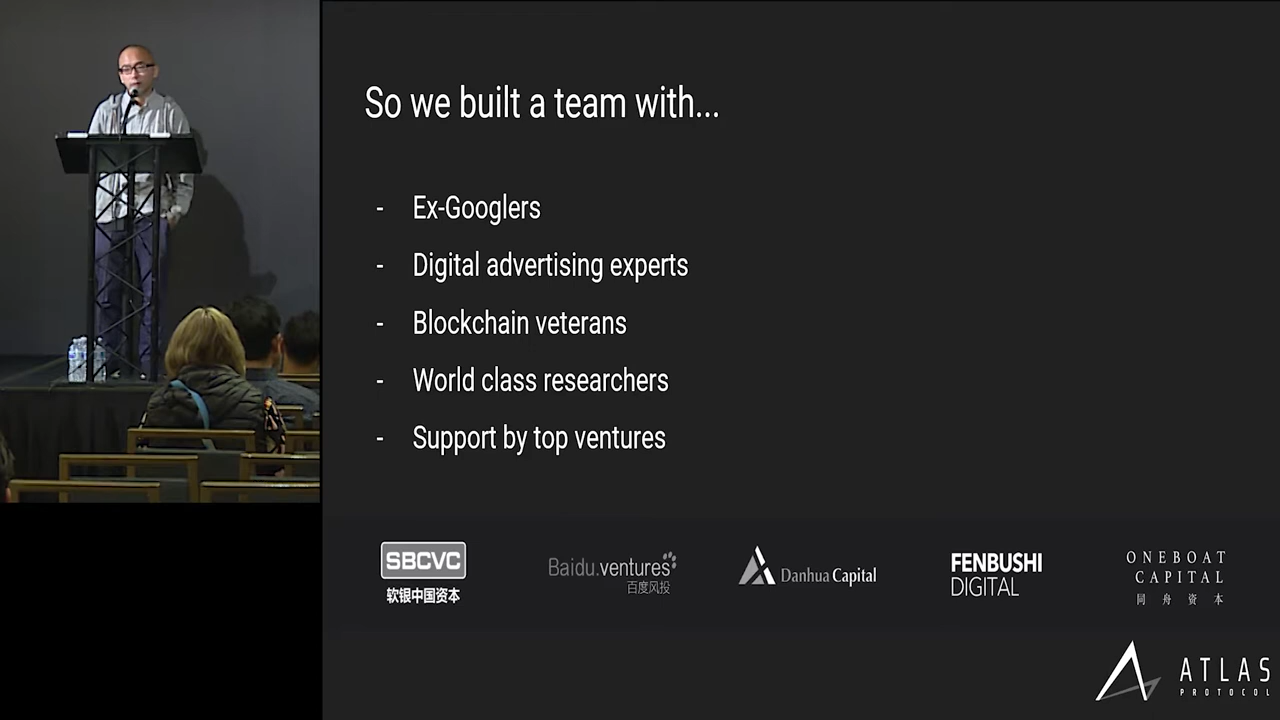 So we built a team with...
- Ex-Googlers
- Digital advertising experts
- Blockchain veterans
- World class researchers
- Support by top ventures
SBCVC
软银中国资本
Baidu.ventures
百度风投
Danhua Capital
FENBUSHI
DIGITAL
ONEBOAT
CAPITAL
同舟资本
ATLAS
PROTOCOL